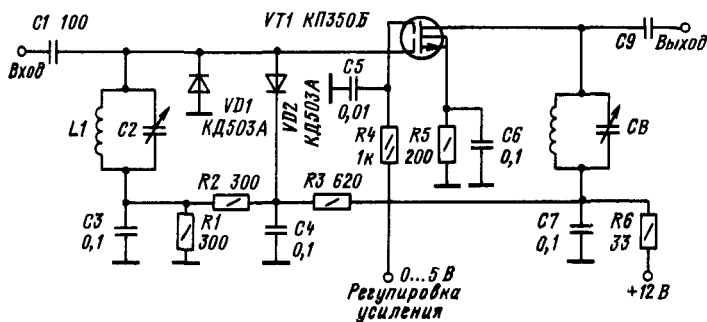 C1 100
Вход
VT1 КП350Б
C9
Выход
L1
C2
VD1
КД503А
VD2
КД503А
C5
0,01
R4
1к
R5
200
C6
0,1
C8
R2 300
R3 620
C3
0,1
R1
300
C4
0,1
C7
0,1
R6
33
0...5 В
Регулировка
усиления
+12 В